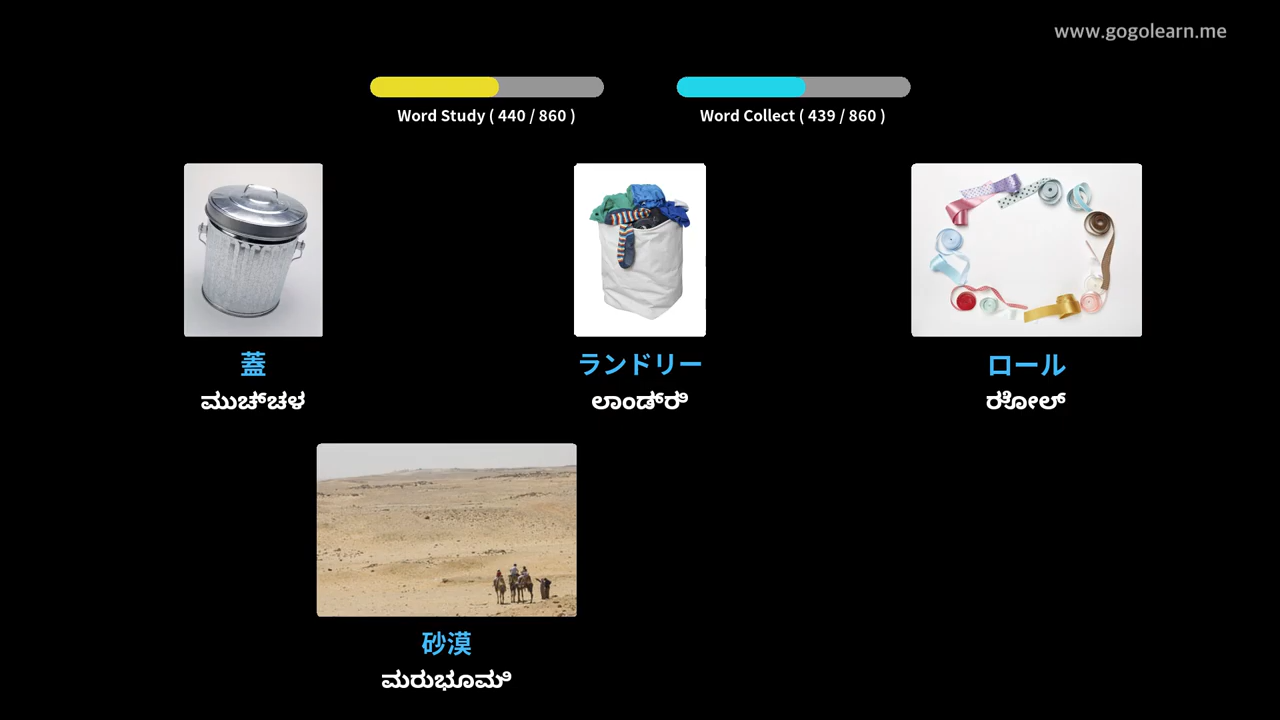 www.gogolearn.me
Word Study ( 440 / 860 )
Word Collect ( 439 / 860 )
蓋
ಮುಚ್ಚಳ
ランドリー
ಲಾಂಡ್ರಿ
ロール
ರೋಲ್
砂漠
ಮರುಭೂಮಿ